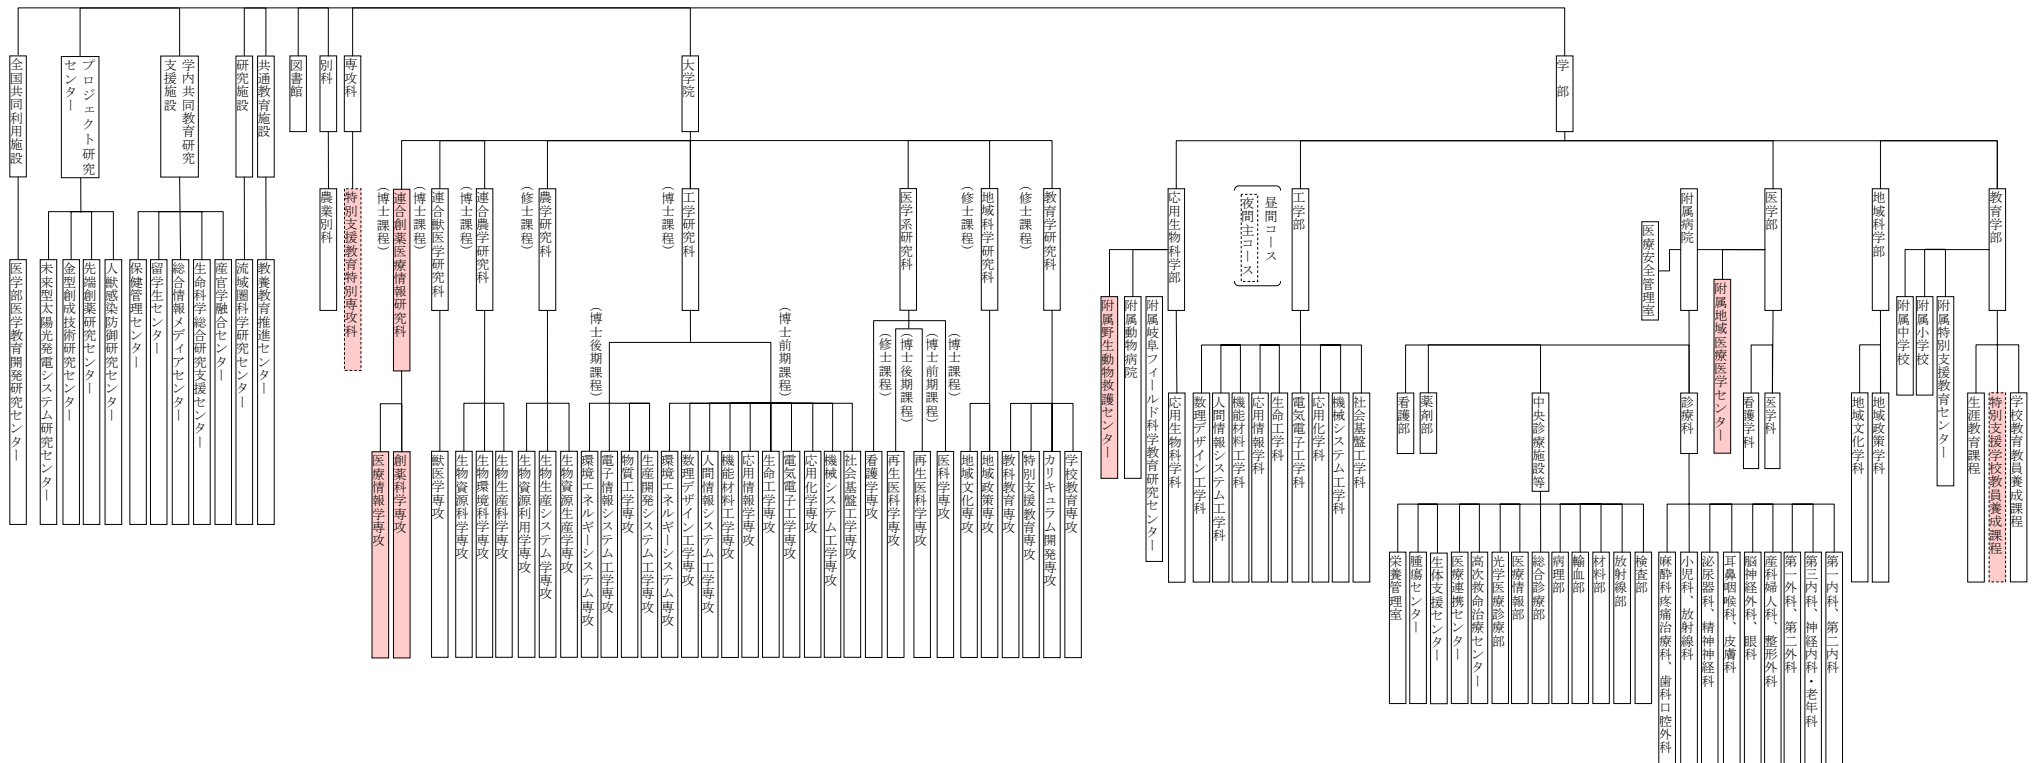 学部
教育学部
学校教育教員養成課程
特別支援学校教員養成課程
生涯教育課程
附属特別支援教育センター
附属小学校
附属中学校
地域科学部
地域政策学科
地域文化学科
医学部
医学科
看護学科
附属地域医療医学センター
附属病院
医療安全管理室
診療科
第一内科、第二内科
第三内科、神経内科・老年科
第一外科、第二外科
産科婦人科、整形外科
脳神経外科、眼科
耳鼻咽喉科、皮膚科
泌尿器科、精神神経科
小児科、放射線科
麻酔科疼痛治療科、歯科口腔外科
中央診療施設等
検査部
放射線部
材料部
輸血部
病理部
総合診療部
医療情報部
光学医療診療部
高次救命治療センター
医療連携センター
生体支援センター
腫瘍センター
栄養管理室
薬剤部
看護部
工学部
昼間コース
夜間主コース
社会基盤工学科
機械システム工学科
応用化学科
電気電子工学科
生命工学科
応用情報学科
機能材料工学科
人間情報システム工学科
数理デザイン工学科
応用生物科学部
応用生物科学科
附属岐阜フィールド科学教育研究センター
附属動物病院
附属野生動物救護センター
大学院
教育学研究科
(修士課程)
学校教育専攻
カリキュラム開発専攻
特別支援教育専攻
教科教育専攻
地域科学研究科
(修士課程)
地域政策専攻
地域文化専攻
医学系研究科
(博士課程)
医科学専攻
(博士前期課程)
再生医科学専攻
(博士後期課程)
再生医科学専攻
(修士課程)
看護学専攻
工学研究科
(博士課程)
(博士前期課程)
社会基盤工学専攻
機械システム工学専攻
応用化学専攻
電気電子工学専攻
生命工学専攻
応用情報学専攻
機能材料工学専攻
人間情報システム工学専攻
数理デザイン工学専攻
環境エネルギーシステム専攻
(博士後期課程)
生産開発システム工学専攻
物質工学専攻
電子情報システム工学専攻
環境エネルギーシステム専攻
農学研究科
(修士課程)
生物資源生産学専攻
生物生産システム学専攻
生物資源利用学専攻
連合農学研究科
(博士課程)
生物生産科学専攻
生物環境科学専攻
生物資源科学専攻
連合獣医学研究科
(博士課程)
獣医学専攻
連合創薬医療情報研究科
(博士課程)
創薬科学専攻
医療情報学専攻
専攻科
特別支援教育特別専攻科
別科
農業別科
図書館
共通教育施設
教養教育推進センター
研究施設
流域圏科学研究センター
学内共同教育研究
支援施設
産官学融合センター
生命科学総合研究支援センター
総合情報メディアセンター
留学生センター
保健管理センター
プロジェクト研究
センター
人獣感染防御研究センター
先端創薬研究センター
金型創成技術研究センター
未来型太陽光発電システム研究センター
全国共同利用施設
医学部医学教育開発研究センター